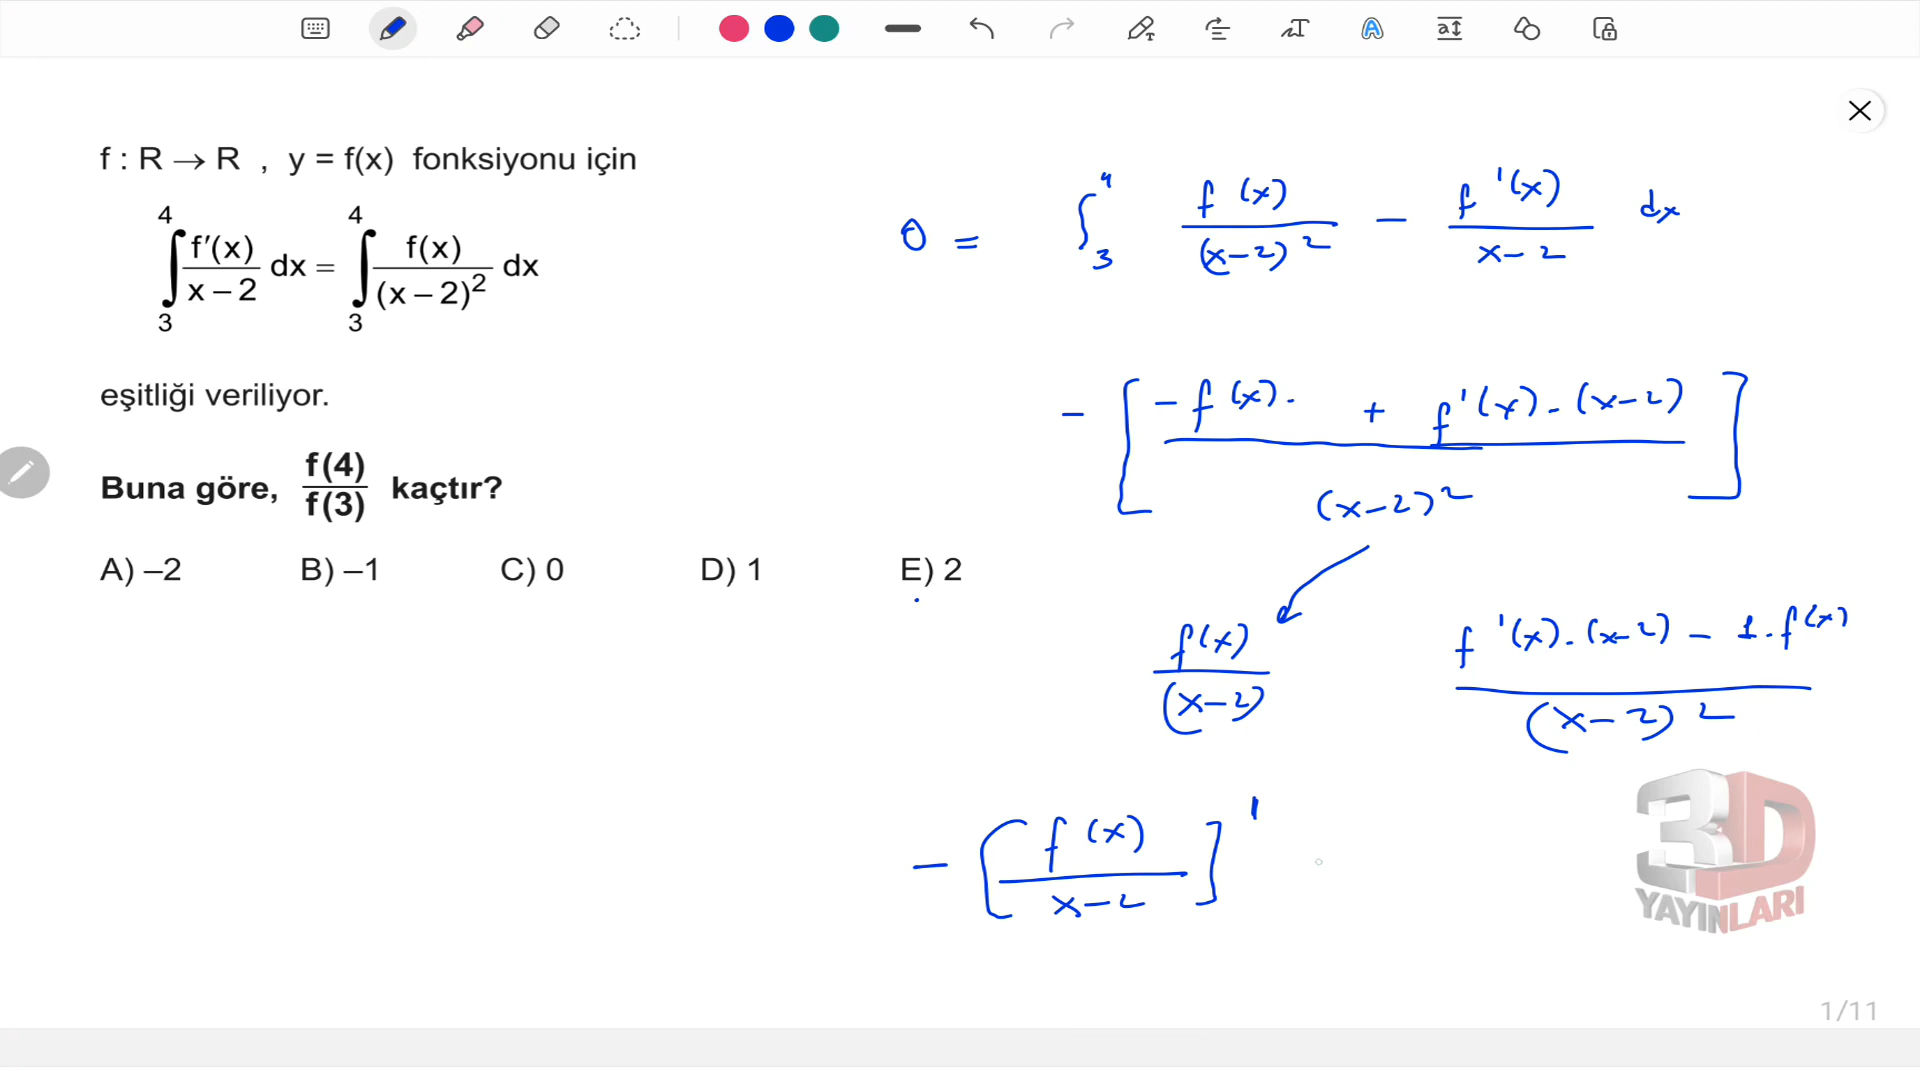 f : R → R , y = f(x) fonksiyonu için
∫₃⁴ f′(x)/(x – 2) dx = ∫₃⁴ f(x)/(x – 2)² dx
eşitliği veriliyor.
Buna göre, f(4)/f(3) kaçtır?
A) –2 B) –1 C) 0 D) 1 E) 2
0 = ∫₃⁴ f(x)/(x–2)² – f'(x)/(x–2) dx
– [ (–f(x). + f'(x).(x–2)) / (x–2)² ]
f(x)/(x–2)
(f'(x).(x–2) – 1.f(x)) / (x–2)²
– [ f(x)/(x–2) ]'
3D
YAYINLARI
1/11